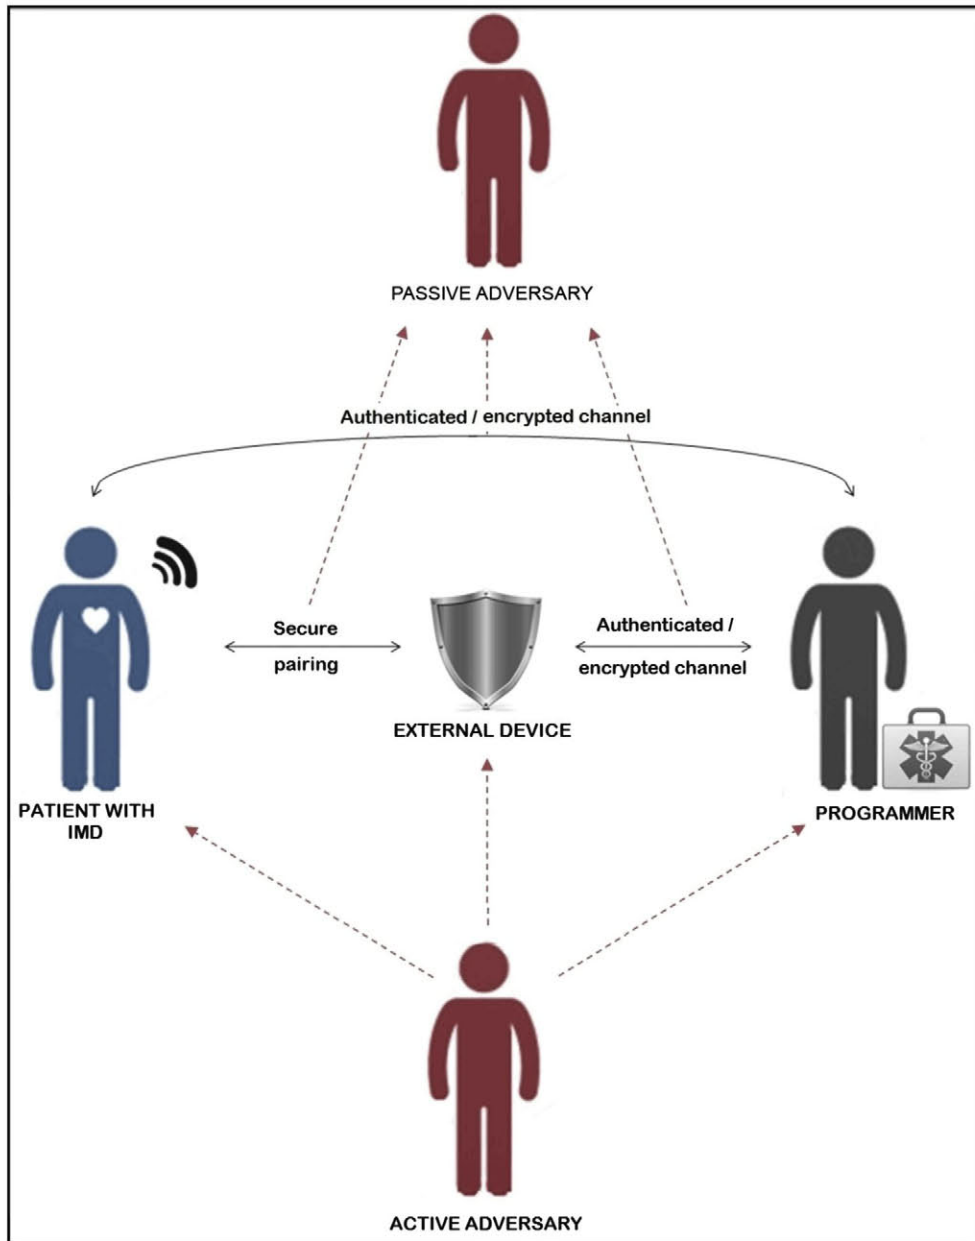 PASSIVE ADVERSARY
Authenticated / encrypted channel
Secure
pairing
Authenticated /
encrypted channel
EXTERNAL DEVICE
PATIENT WITH
IMD
PROGRAMMER
ACTIVE ADVERSARY